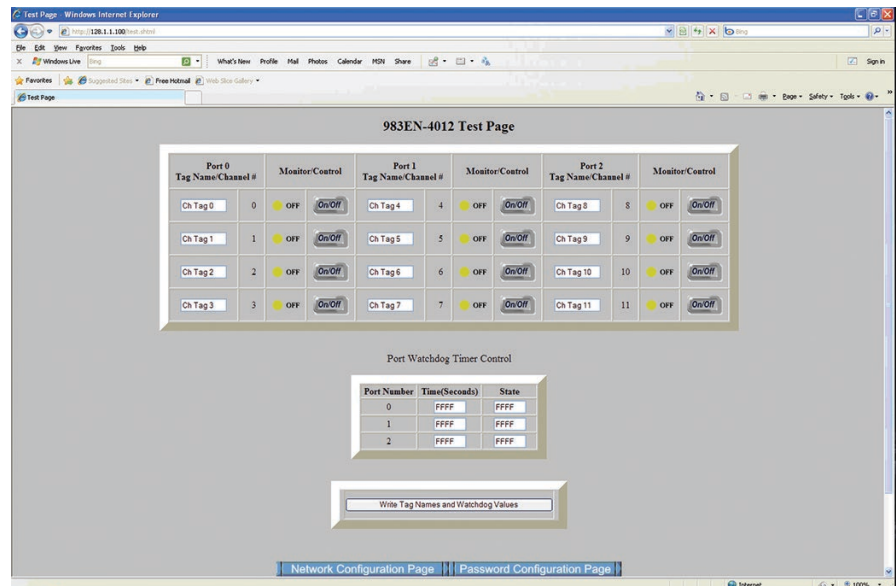 Test Page - Windows Internet Explorer
http://128.1.1.100/test.shtml
Bing
File Edit View Favorites Tools Help
X Windows Live Bing What's New Profile Mail Photos Calendar MSN Share Sign in
Favorites Suggested Sites Free Hotmail Web Slice Gallery
Test Page Page Safety Tools
983EN-4012 Test Page
Port 0 Tag Name/Channel # Monitor/Control Port 1 Tag Name/Channel # Monitor/Control Port 2 Tag Name/Channel # Monitor/Control
Ch Tag 0 0 OFF On/Off Ch Tag 4 4 OFF On/Off Ch Tag 8 8 OFF On/Off
Ch Tag 1 1 OFF On/Off Ch Tag 5 5 OFF On/Off Ch Tag 9 9 OFF On/Off
Ch Tag 2 2 OFF On/Off Ch Tag 6 6 OFF On/Off Ch Tag 10 10 OFF On/Off
Ch Tag 3 3 OFF On/Off Ch Tag 7 7 OFF On/Off Ch Tag 11 11 OFF On/Off
Port Watchdog Timer Control
Port Number Time(Seconds) State
0 FFFF FFFF
1 FFFF FFFF
2 FFFF FFFF
Write Tag Names and Watchdog Values
Network Configuration Page Password Configuration Page
Internet 100%